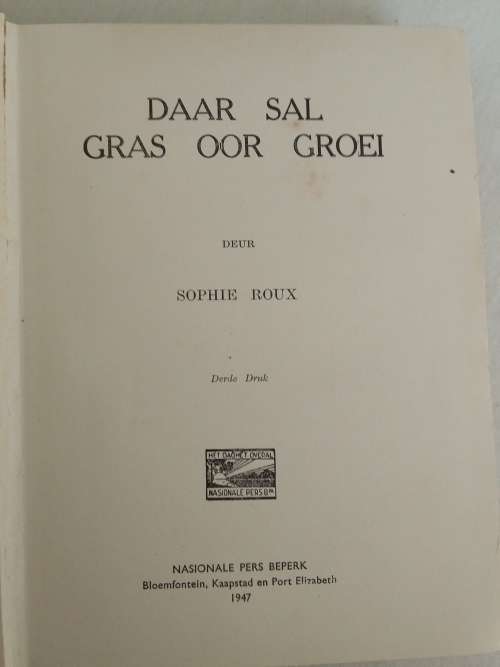 DAAR SAL
GRAS OOR GROEI
DEUR
SOPHIE ROUX
Derde Druk
HET DAGHET OVERAL
NASIONALE PERS BPK
NASIONALE PERS BEPERK
Bloemfontein, Kaapstad en Port Elizabeth
1947